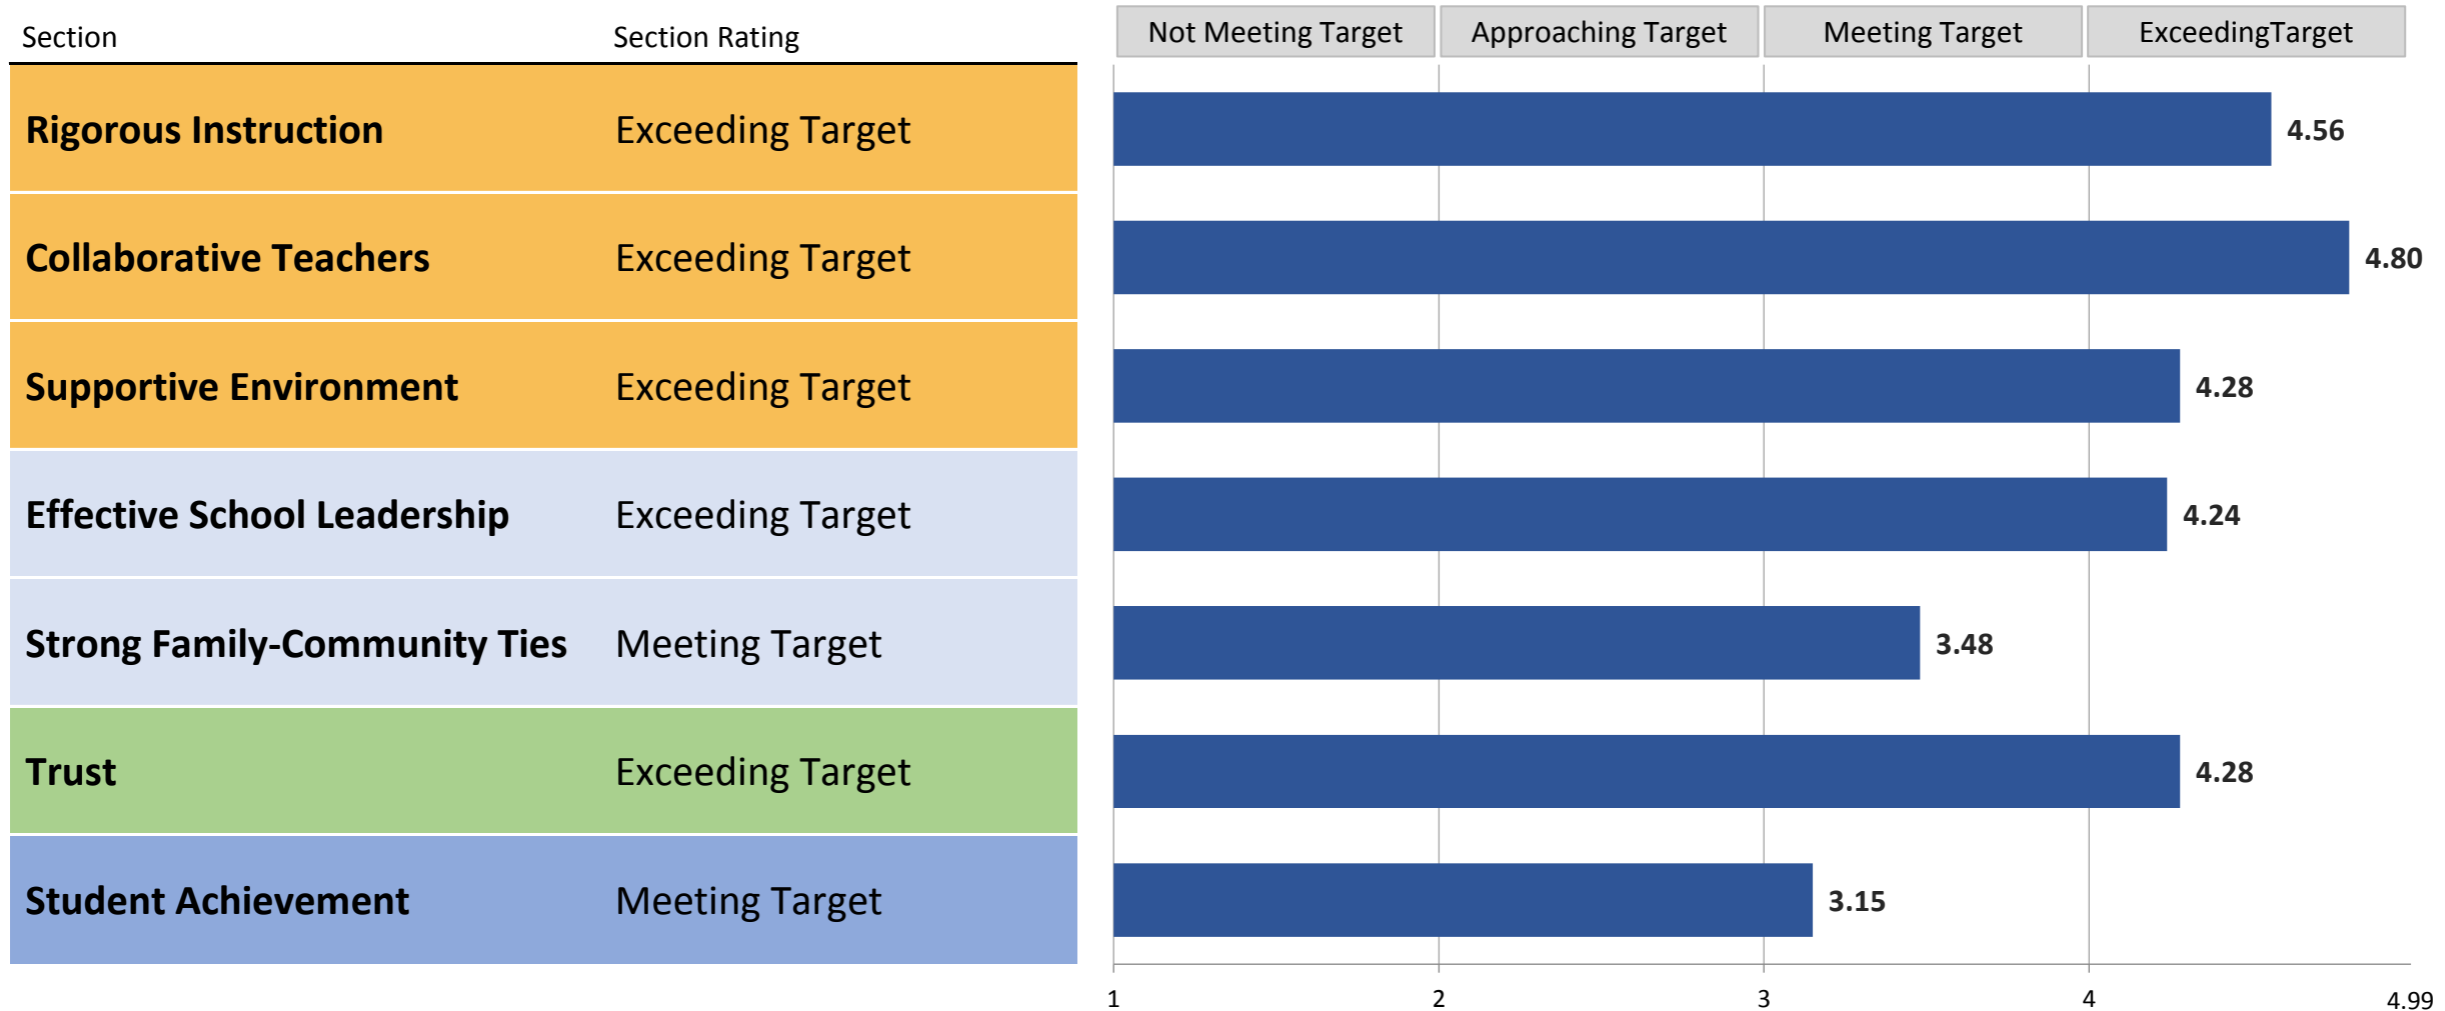 Section Section Rating Not Meeting Target Approaching Target Meeting Target ExceedingTarget
Rigorous Instruction Exceeding Target 4.56
Collaborative Teachers Exceeding Target 4.80
Supportive Environment Exceeding Target 4.28
Effective School Leadership Exceeding Target 4.24
Strong Family-Community Ties Meeting Target 3.48
Trust Exceeding Target 4.28
Student Achievement Meeting Target 3.15
1 2 3 4 4.99